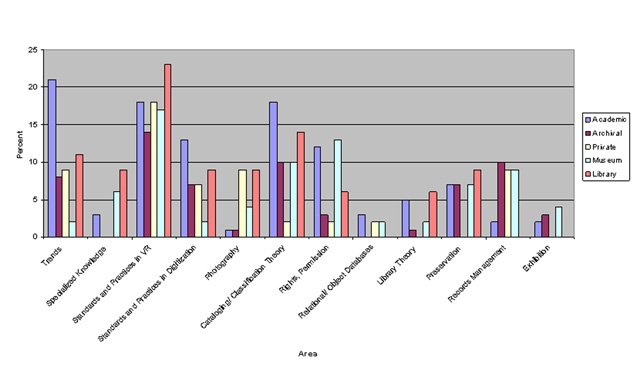 25
20
15
10
5
0
Percent
Trends
Specialized Knowledge
Standards and Practices in VR
Standards and Practices in Digitization
Photography
Cataloging/ Classification Theory
Rights, Permission
Relational/ Object Databases
Library Theory
Preservation
Records Management
Exhibition
Area
Academic
Archival
Private
Museum
Library